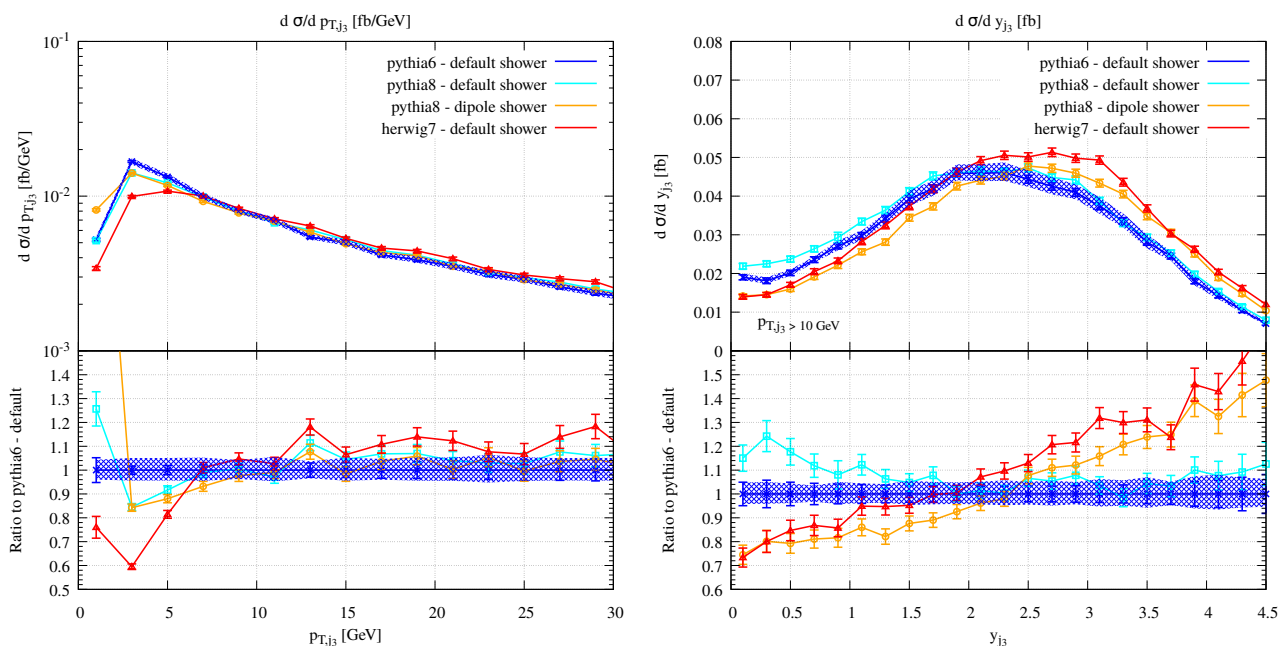 d σ/d p_T,j₃ [fb/GeV]
d σ/d p_T,j₃ [fb/GeV]
10⁻¹
10⁻²
10⁻³
pythia6 - default shower
pythia8 - default shower
pythia8 - dipole shower
herwig7 - default shower
Ratio to pythia6 - default
1.4
1.3
1.2
1.1
1
0.9
0.8
0.7
0.6
0.5
0 5 10 15 20 25 30
p_T,j₃ [GeV]
d σ/d y_j₃ [fb]
d σ/d y_j₃ [fb]
0.08
0.07
0.06
0.05
0.04
0.03
0.02
0.01
0
pythia6 - default shower
pythia8 - default shower
pythia8 - dipole shower
herwig7 - default shower
p_T,j₃ > 10 GeV
Ratio to pythia6 - default
1.5
1.4
1.3
1.2
1.1
1
0.9
0.8
0.7
0.6
0 0.5 1 1.5 2 2.5 3 3.5 4 4.5
y_j₃